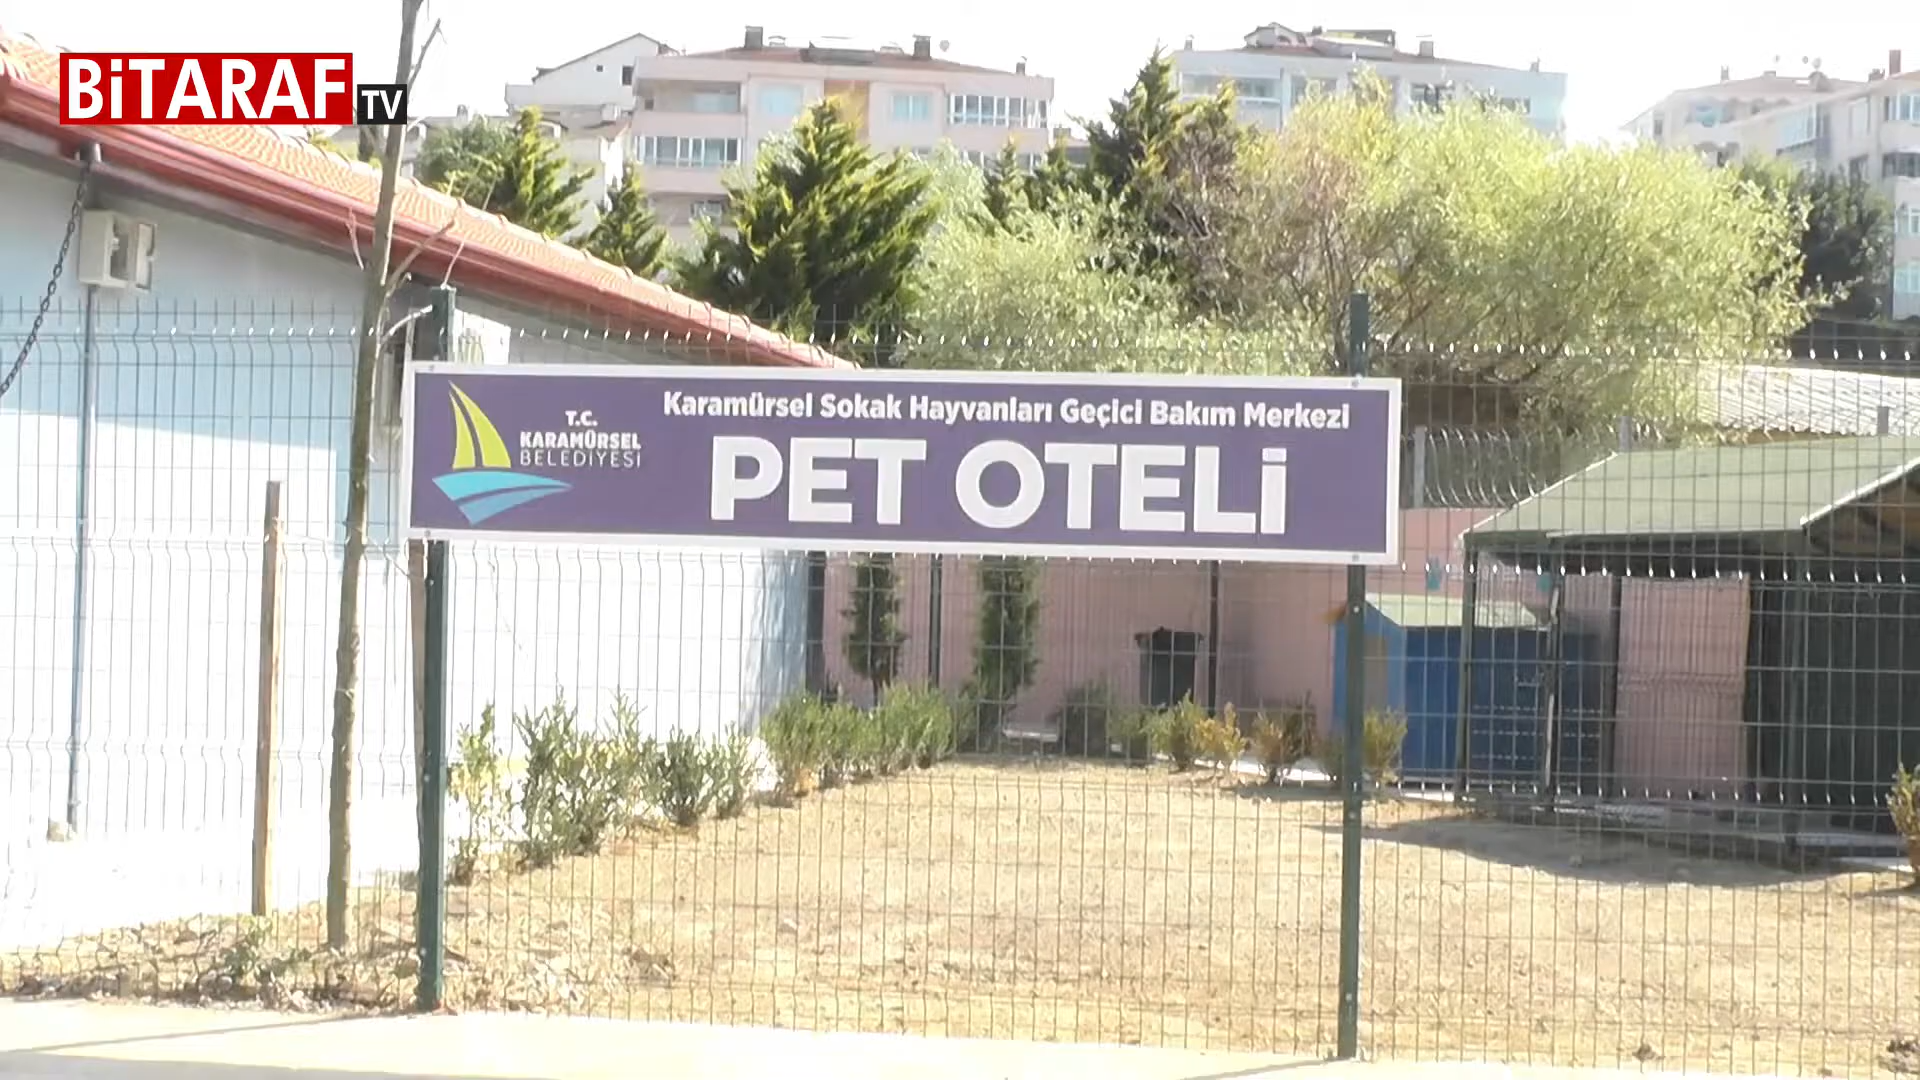 BiTARAF TV
Karamürsel Sokak Hayvanları Geçici Bakım Merkezi
T.C.
KARAMÜRSEL
BELEDİYESİ
PET OTELİ